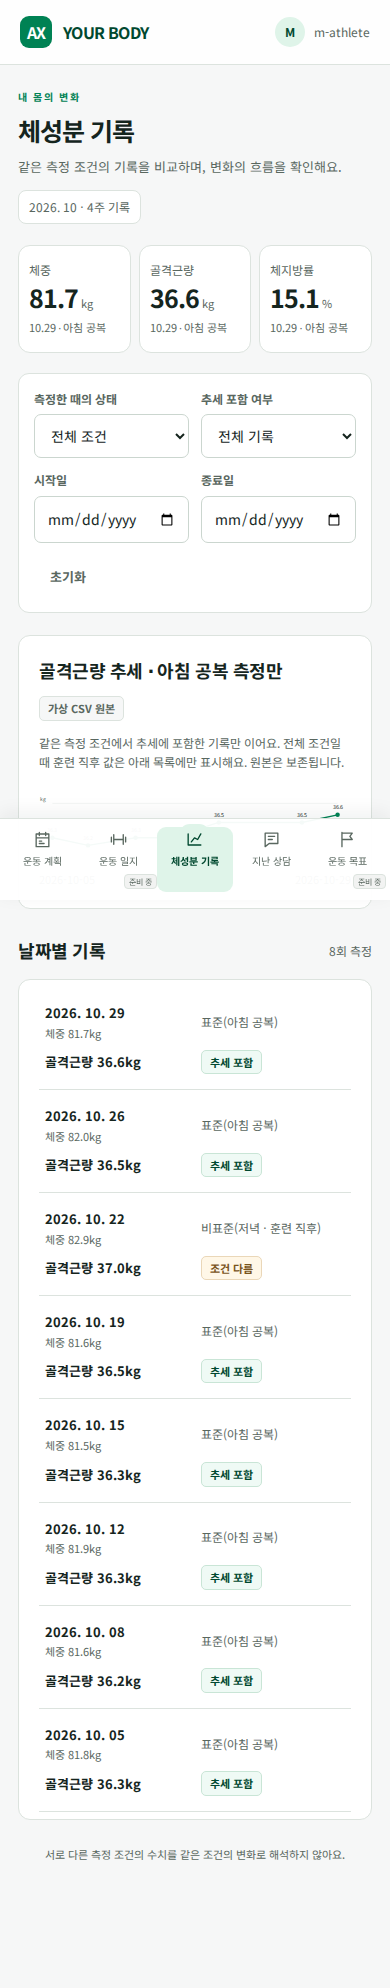 AX YOUR BODY
M m-athlete
내 몸의 변화
체성분 기록
같은 측정 조건의 기록을 비교하며, 변화의 흐름을 확인해요.
2026. 10 · 4주 기록
체중 골격근량 체지방률
81.7 kg 36.6 kg 15.1 %
10.29 · 아침 공복 10.29 · 아침 공복 10.29 · 아침 공복
측정한 때의 상태 추세 포함 여부
전체 조건 전체 기록
시작일 종료일
mm/dd/yyyy mm/dd/yyyy
초기화
골격근량 추세 · 아침 공복 측정만
가상 CSV 원본
같은 측정 조건에서 추세에 포함한 기록만 이어요. 전체 조건일
때 훈련 직후 값은 아래 목록에만 표시해요. 원본은 보존됩니다.
kg
36.5 36.5 36.6
운동 계획 운동 일지 체성분 기록 지난 상담 운동 목표
준비 중 준비 중
날짜별 기록 8회 측정
2026. 10. 29
체중 81.7kg 표준(아침 공복)
골격근량 36.6kg 추세 포함
2026. 10. 26
체중 82.0kg 표준(아침 공복)
골격근량 36.5kg 추세 포함
2026. 10. 22
체중 82.9kg 비표준(저녁 · 훈련 직후)
골격근량 37.0kg 조건 다름
2026. 10. 19
체중 81.6kg 표준(아침 공복)
골격근량 36.5kg 추세 포함
2026. 10. 15
체중 81.5kg 표준(아침 공복)
골격근량 36.3kg 추세 포함
2026. 10. 12
체중 81.9kg 표준(아침 공복)
골격근량 36.3kg 추세 포함
2026. 10. 08
체중 81.6kg 표준(아침 공복)
골격근량 36.2kg 추세 포함
2026. 10. 05
체중 81.8kg 표준(아침 공복)
골격근량 36.3kg 추세 포함
서로 다른 측정 조건의 수치를 같은 조건의 변화로 해석하지 않아요.